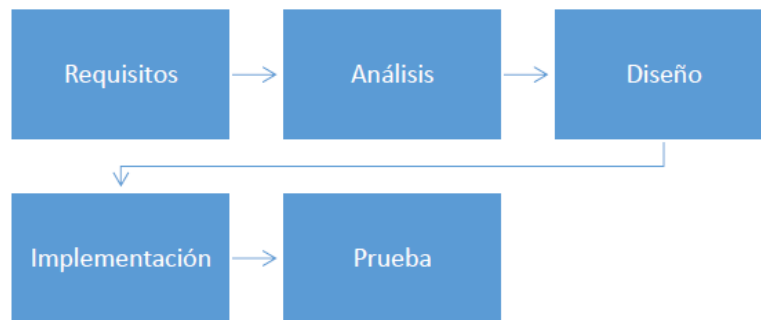 Requisitos
Análisis
Diseño
Implementación
Prueba